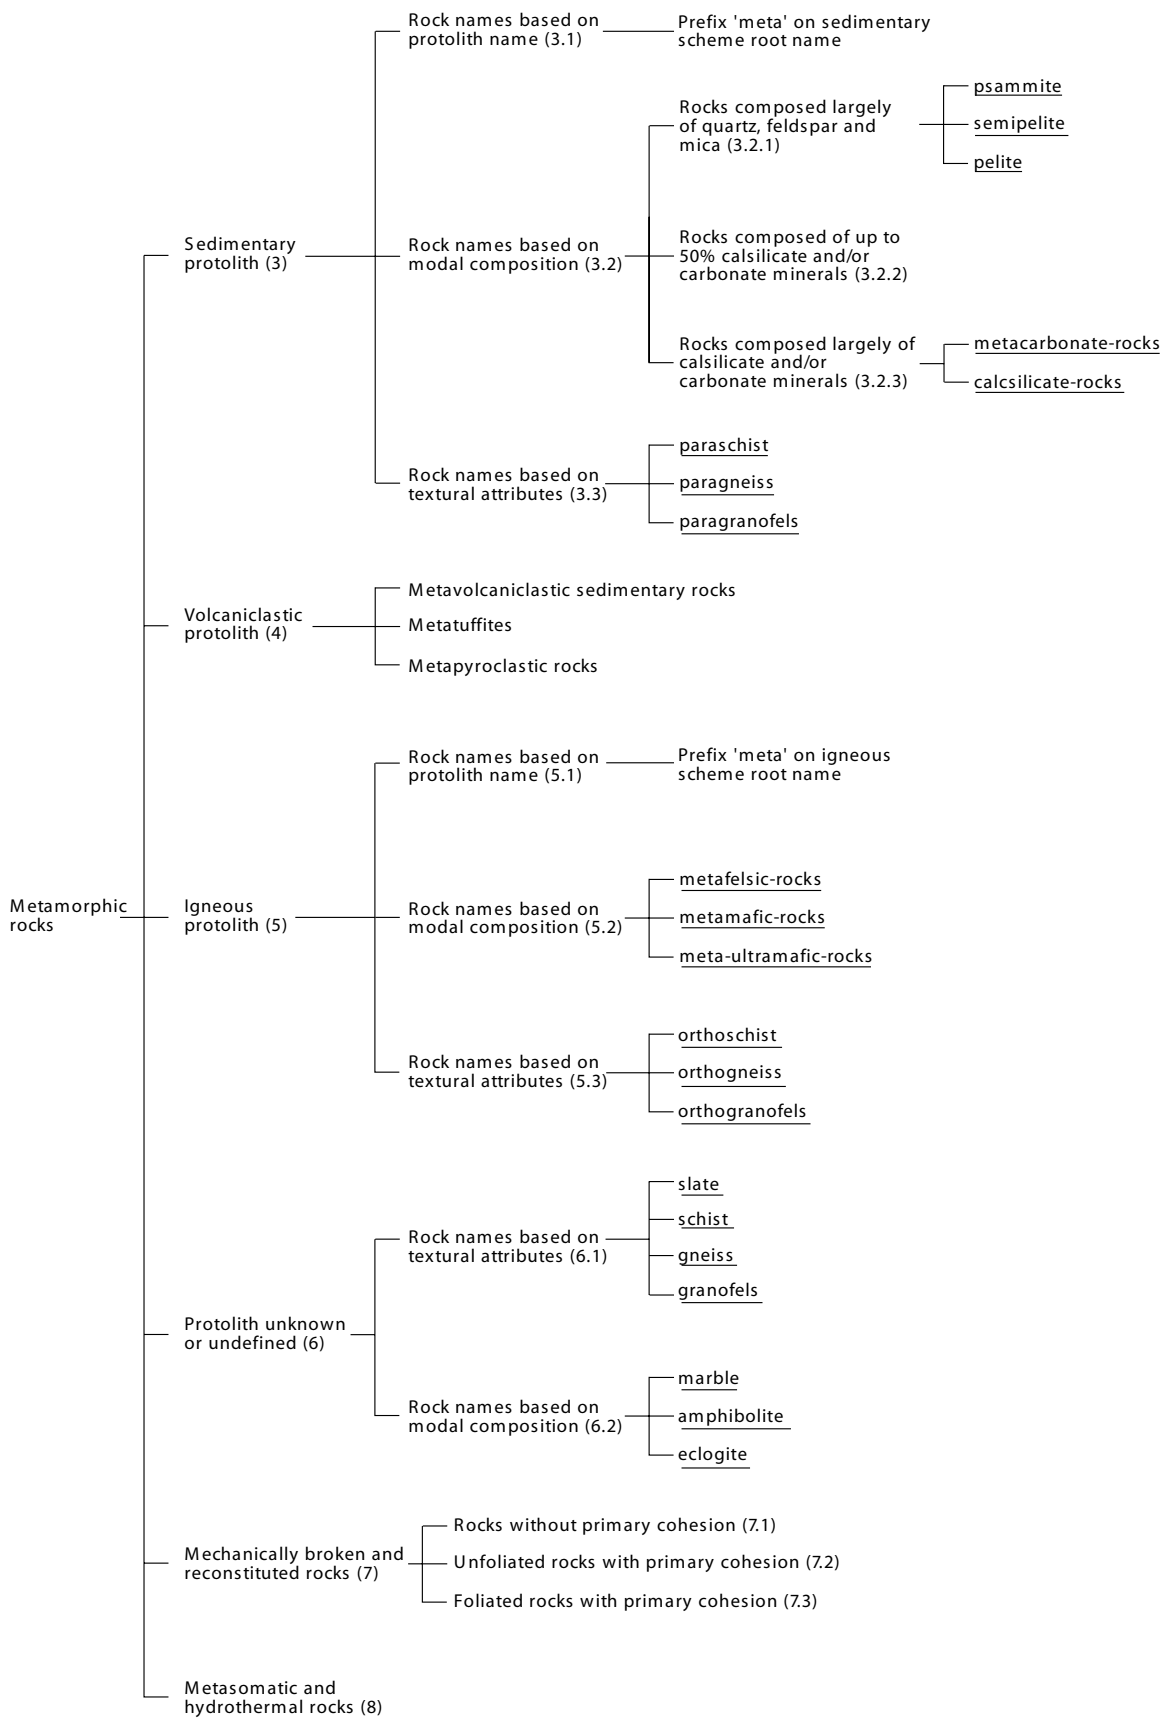 Rock names based on
protolith name (3.1)
Prefix 'meta' on sedimentary
scheme root name
Rocks composed largely
of quartz, feldspar and
mica (3.2.1)
psammite
semipelite
pelite
Sedimentary
protolith (3)
Rock names based on
modal composition (3.2)
Rocks composed of up to
50% calsilicate and/or
carbonate minerals (3.2.2)
Rocks composed largely of
calsilicate and/or
carbonate minerals (3.2.3)
metacarbonate-rocks
calcsilicate-rocks
Rock names based on
textural attributes (3.3)
paraschist
paragneiss
paragranofels
Volcaniclastic
protolith (4)
Metavolcaniclastic sedimentary rocks
Metatuffites
Metapyroclastic rocks
Rock names based on
protolith name (5.1)
Prefix 'meta' on igneous
scheme root name
Metamorphic
rocks
Igneous
protolith (5)
Rock names based on
modal composition (5.2)
metafelsic-rocks
metamafic-rocks
meta-ultramafic-rocks
Rock names based on
textural attributes (5.3)
orthoschist
orthogneiss
orthogranofels
Rock names based on
textural attributes (6.1)
slate
schist
gneiss
granofels
Protolith unknown
or undefined (6)
Rock names based on
modal composition (6.2)
marble
amphibolite
eclogite
Mechanically broken and
reconstituted rocks (7)
Rocks without primary cohesion (7.1)
Unfoliated rocks with primary cohesion (7.2)
Foliated rocks with primary cohesion (7.3)
Metasomatic and
hydrothermal rocks (8)